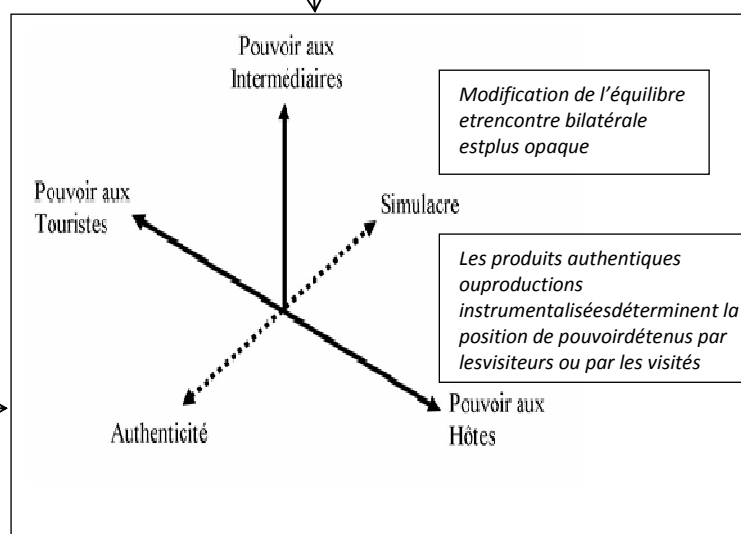 Pouvoir aux
Intermédiaires
Modification de l'équilibre
etrencontre bilatérale
estplus opaque
Pouvoir aux
Touristes
Simulacre
Les produits authentiques
ouproductions
instrumentaliséesdéterminent la
position de pouvoirdétenus par
lesvisiteurs ou par les visités
Authenticité
Pouvoir aux
Hôtes